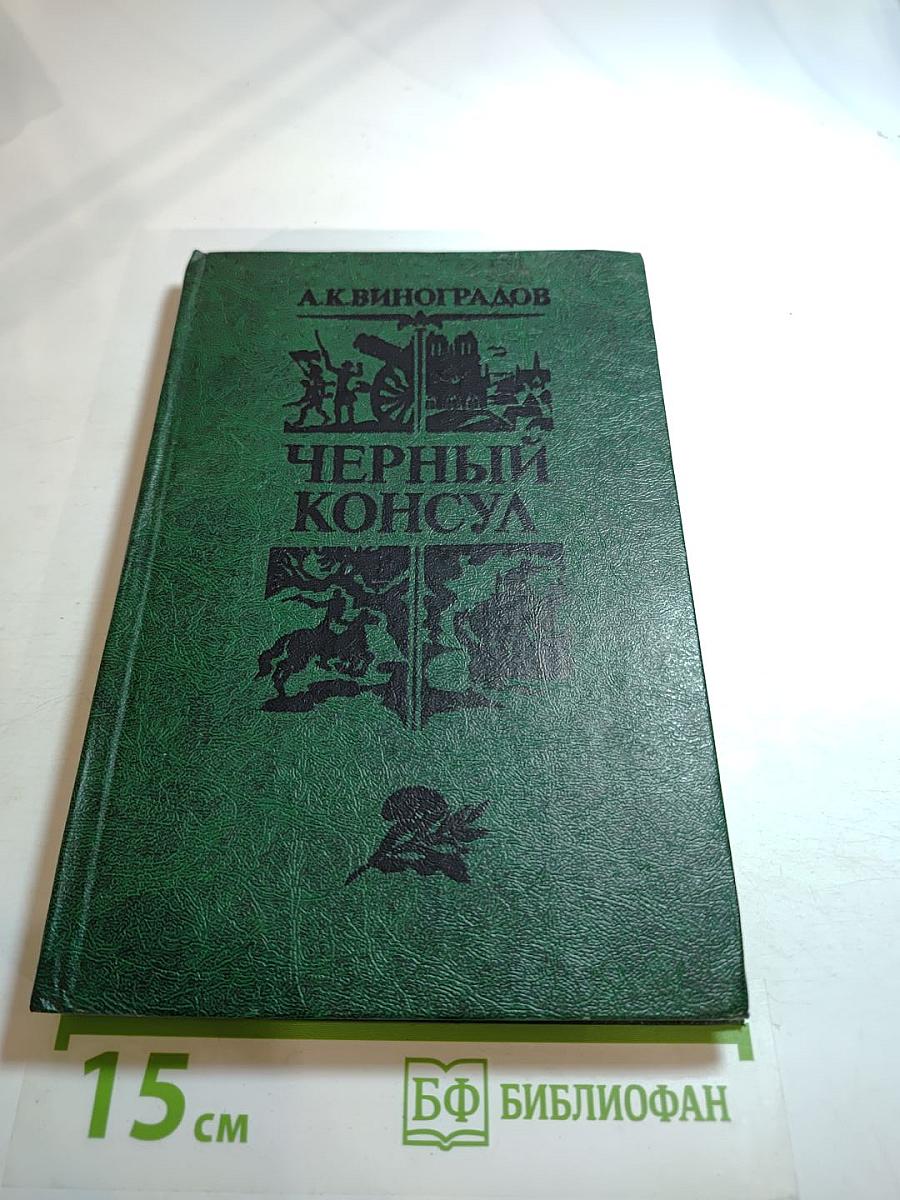 А.К.ВИНОГРАДОВ
ЧЕРНЫЙ
КОНСУЛ
15 см
БФ БИБЛИОФАН